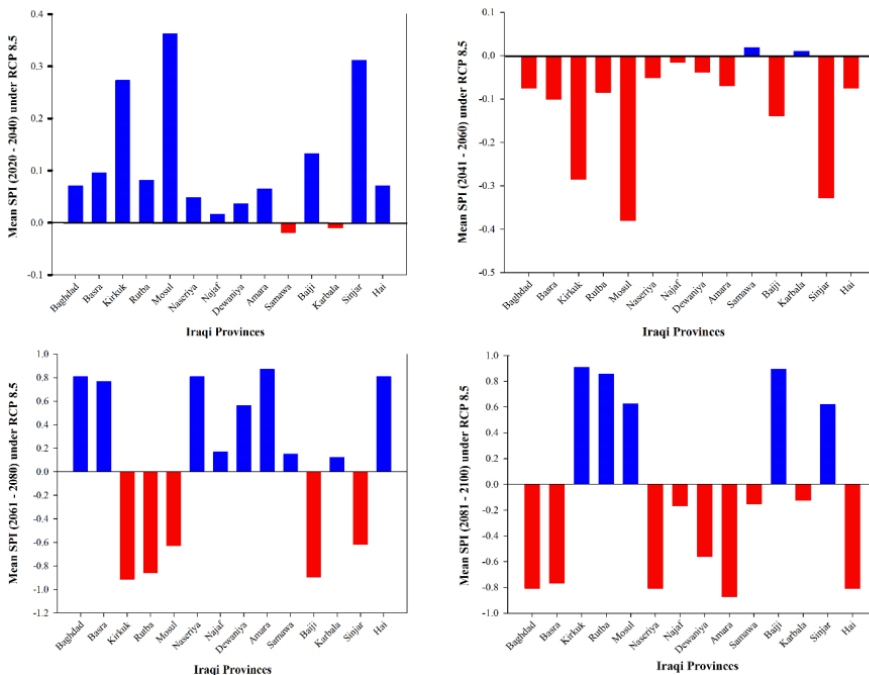 Mean SPI (2020 - 2040) under RCP 8.5
0.4
0.3
0.2
0.1
0.0
-0.1
Baghdad
Basra
Kirkuk
Rutba
Mosul
Naseriya
Najaf
Dewaniya
Amara
Samawa
Baiji
Karbala
Sinjar
Hai
Iraqi Provinces
Mean SPI (2041 - 2060) under RCP 8.5
0.1
0.0
-0.1
-0.2
-0.3
-0.4
-0.5
Baghdad
Basra
Kirkuk
Rutba
Mosul
Naseriya
Najaf
Dewaniya
Amara
Samawa
Baiji
Karbala
Sinjar
Hai
Iraqi Provinces
Mean SPI (2061 - 2080) under RCP 8.5
1.0
0.8
0.6
0.4
0.2
0.0
-0.2
-0.4
-0.6
-0.8
-1.0
-1.2
Baghdad
Basra
Kirkuk
Rutba
Mosul
Naseriya
Najaf
Dewaniya
Amara
Samawa
Baiji
Karbala
Sinjar
Hai
Iraqi Provinces
Mean SPI (2081 - 2100) under RCP 8.5
1.0
0.8
0.6
0.4
0.2
0.0
-0.2
-0.4
-0.6
-0.8
-1.0
Baghdad
Basra
Kirkuk
Rutba
Mosul
Naseriya
Najaf
Dewaniya
Amara
Samawa
Baiji
Karbala
Sinjar
Hai
Iraqi Provinces